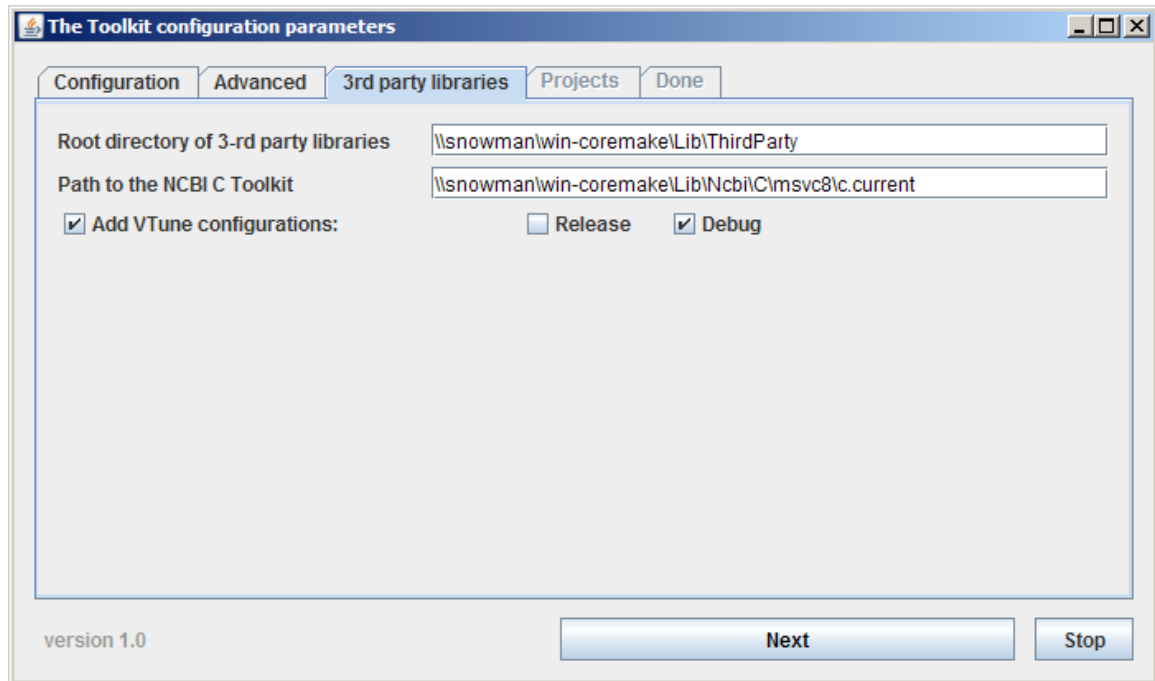 The Toolkit configuration parameters
Configuration Advanced 3rd party libraries Projects Done
Root directory of 3-rd party libraries \\snowman\win-coremake\Lib\ThirdParty
Path to the NCBI C Toolkit \\snowman\win-coremake\Lib\Ncbi\C\msvc8\c.current
Add VTune configurations: Release Debug
version 1.0 Next Stop